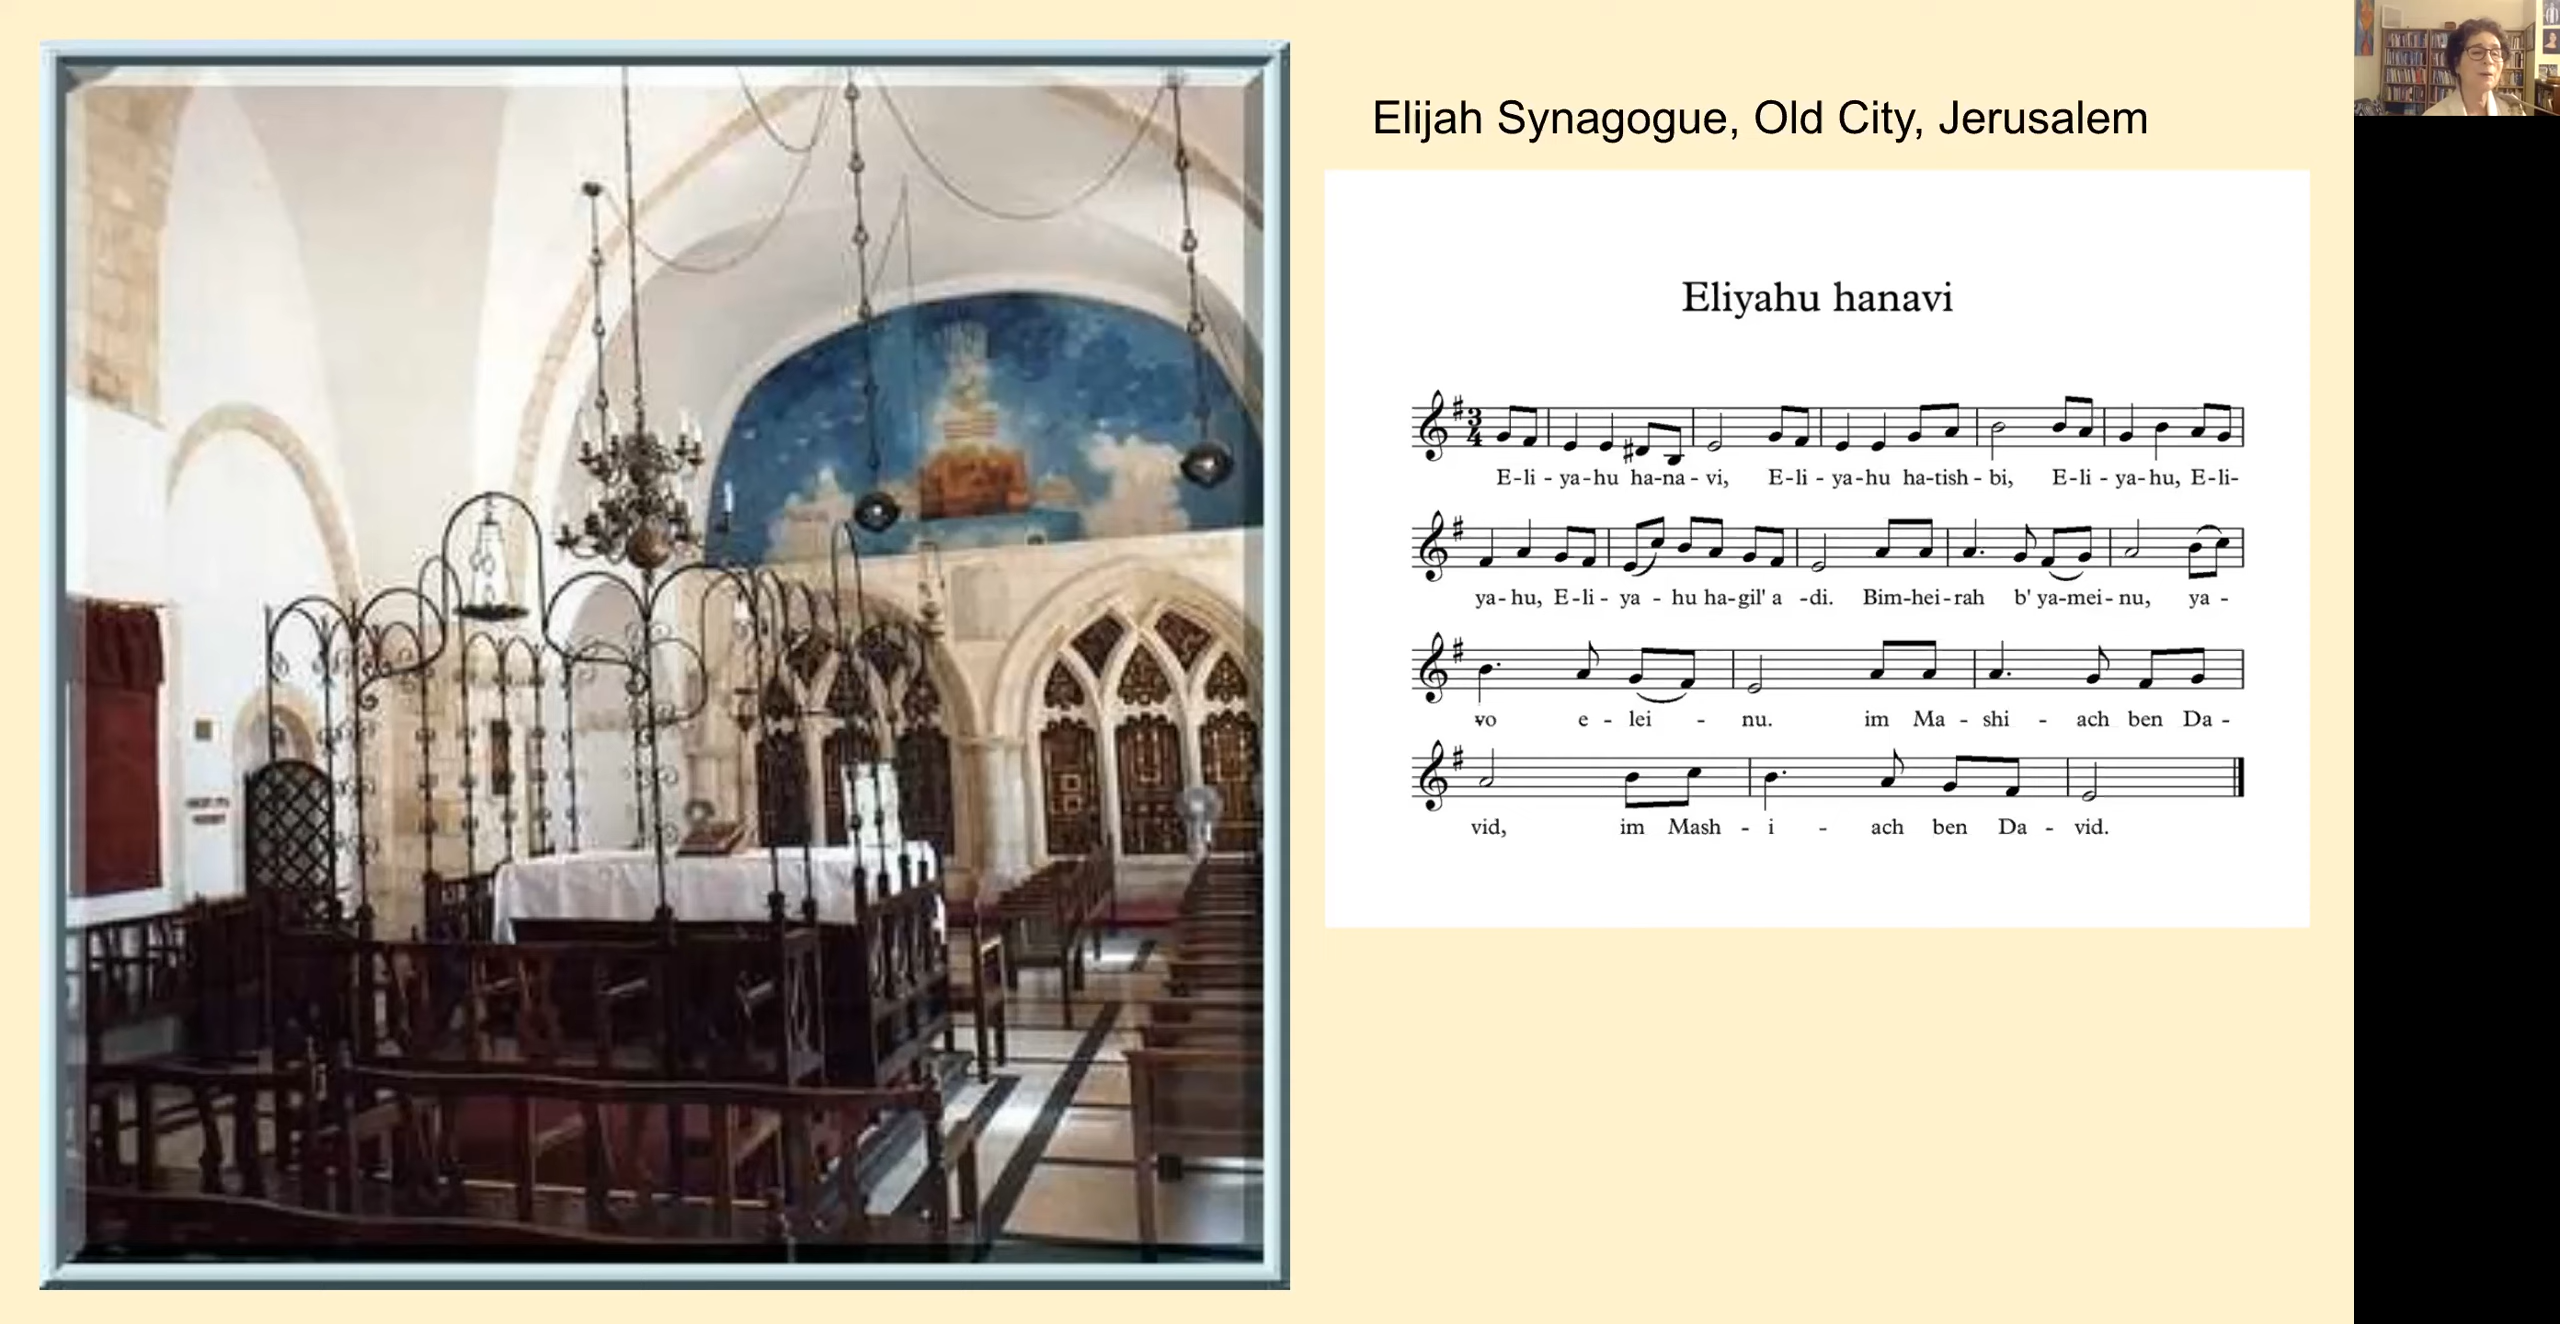 Elijah Synagogue, Old City, Jerusalem
Eliyahu hanavi
3
4
E-li - ya-hu ha-na - vi, E-li - ya-hu ha-tish - bi, E-li - ya-hu, E-li-
ya-hu, E-li- ya - hu ha-gil' a -di. Bim-hei-rah b' ya-mei-nu, ya -
vo e - lei - nu. im Ma - shi - ach ben Da -
vid, im Mash - i - ach ben Da - vid.